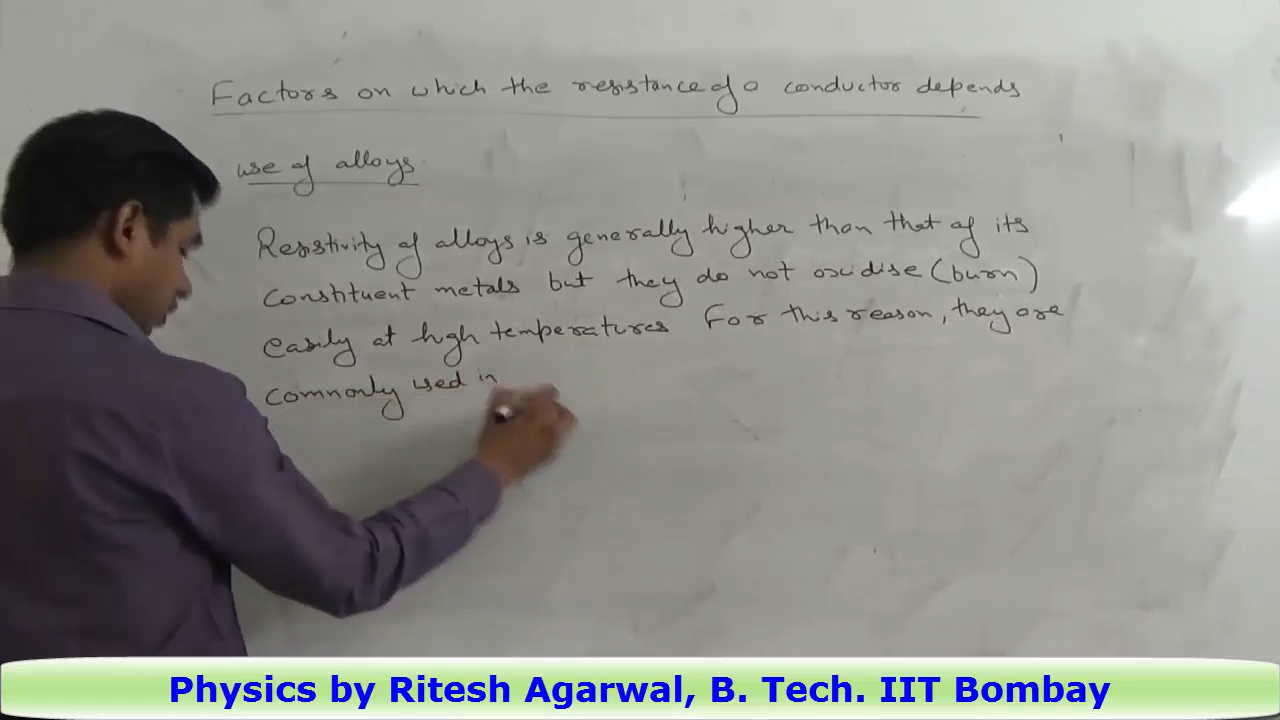 Factors on which the resistance of a conductor depends
use of alloys
Resistivity of alloys is generally higher than that of its
constituent metals but they do not oxidise (burn)
easily at high temperatures For this reason, they are
commonly used in
Physics by Ritesh Agarwal, B. Tech. IIT Bombay